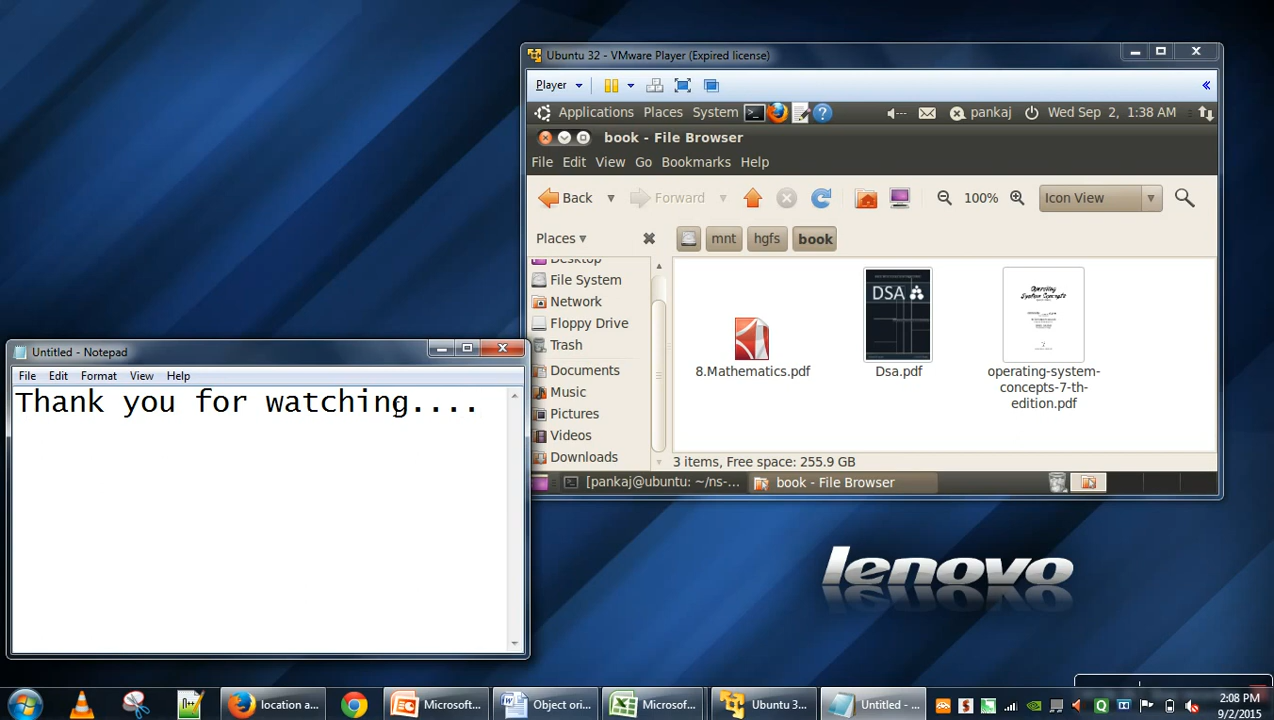 Ubuntu 32 - VMware Player (Expired license)
Player
Applications Places System pankaj Wed Sep 2, 1:38 AM
book - File Browser
File Edit View Go Bookmarks Help
Back Forward 100% Icon View
Places mnt hgfs book
Desktop
File System
Network
Floppy Drive
Trash
Documents
Music
Pictures
Videos
Downloads
8.Mathematics.pdf
DSA
Dsa.pdf
Operating
System Concepts
operating-system-
concepts-7-th-
edition.pdf
3 items, Free space: 255.9 GB
[pankaj@ubuntu: ~/ns-... book - File Browser
Untitled - Notepad
File Edit Format View Help
Thank you for watching....
lenovo
location a... Microsoft... Object ori... Microsoft... Ubuntu 3... Untitled - ...
2:08 PM
9/2/2015